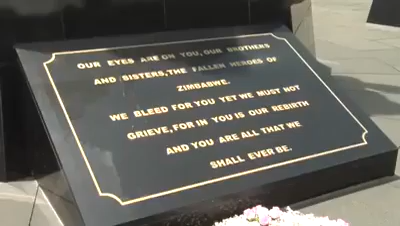 OUR EYES ARE ON YOU, OUR BROTHERS
AND SISTERS, THE FALLEN HEROES OF
ZIMBABWE.
WE BLEED FOR YOU YET WE MUST NOT
GRIEVE, FOR IN YOU IS OUR REBIRTH
AND YOU ARE ALL THAT WE
SHALL EVER BE.